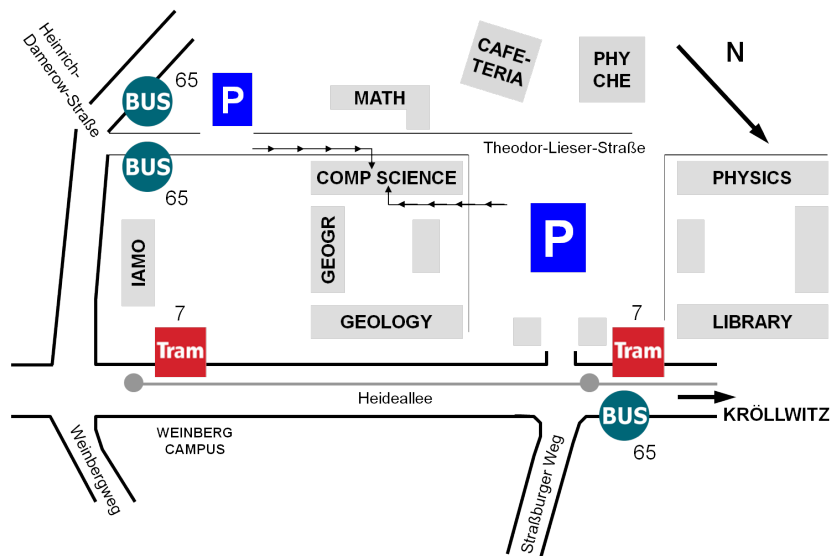 Heinrich-
Damerow-Straße
65
BUS
P
MATH
CAFE-
TERIA
PHY
CHE
N
Theodor-Lieser-Straße
BUS
65
COMP SCIENCE
PHYSICS
IAMO
GEOGR
P
7
Tram
GEOLOGY
7
Tram
LIBRARY
Heideallee
BUS
65
KRÖLLWITZ
Weinbergweg
WEINBERG
CAMPUS
Straßburger Weg